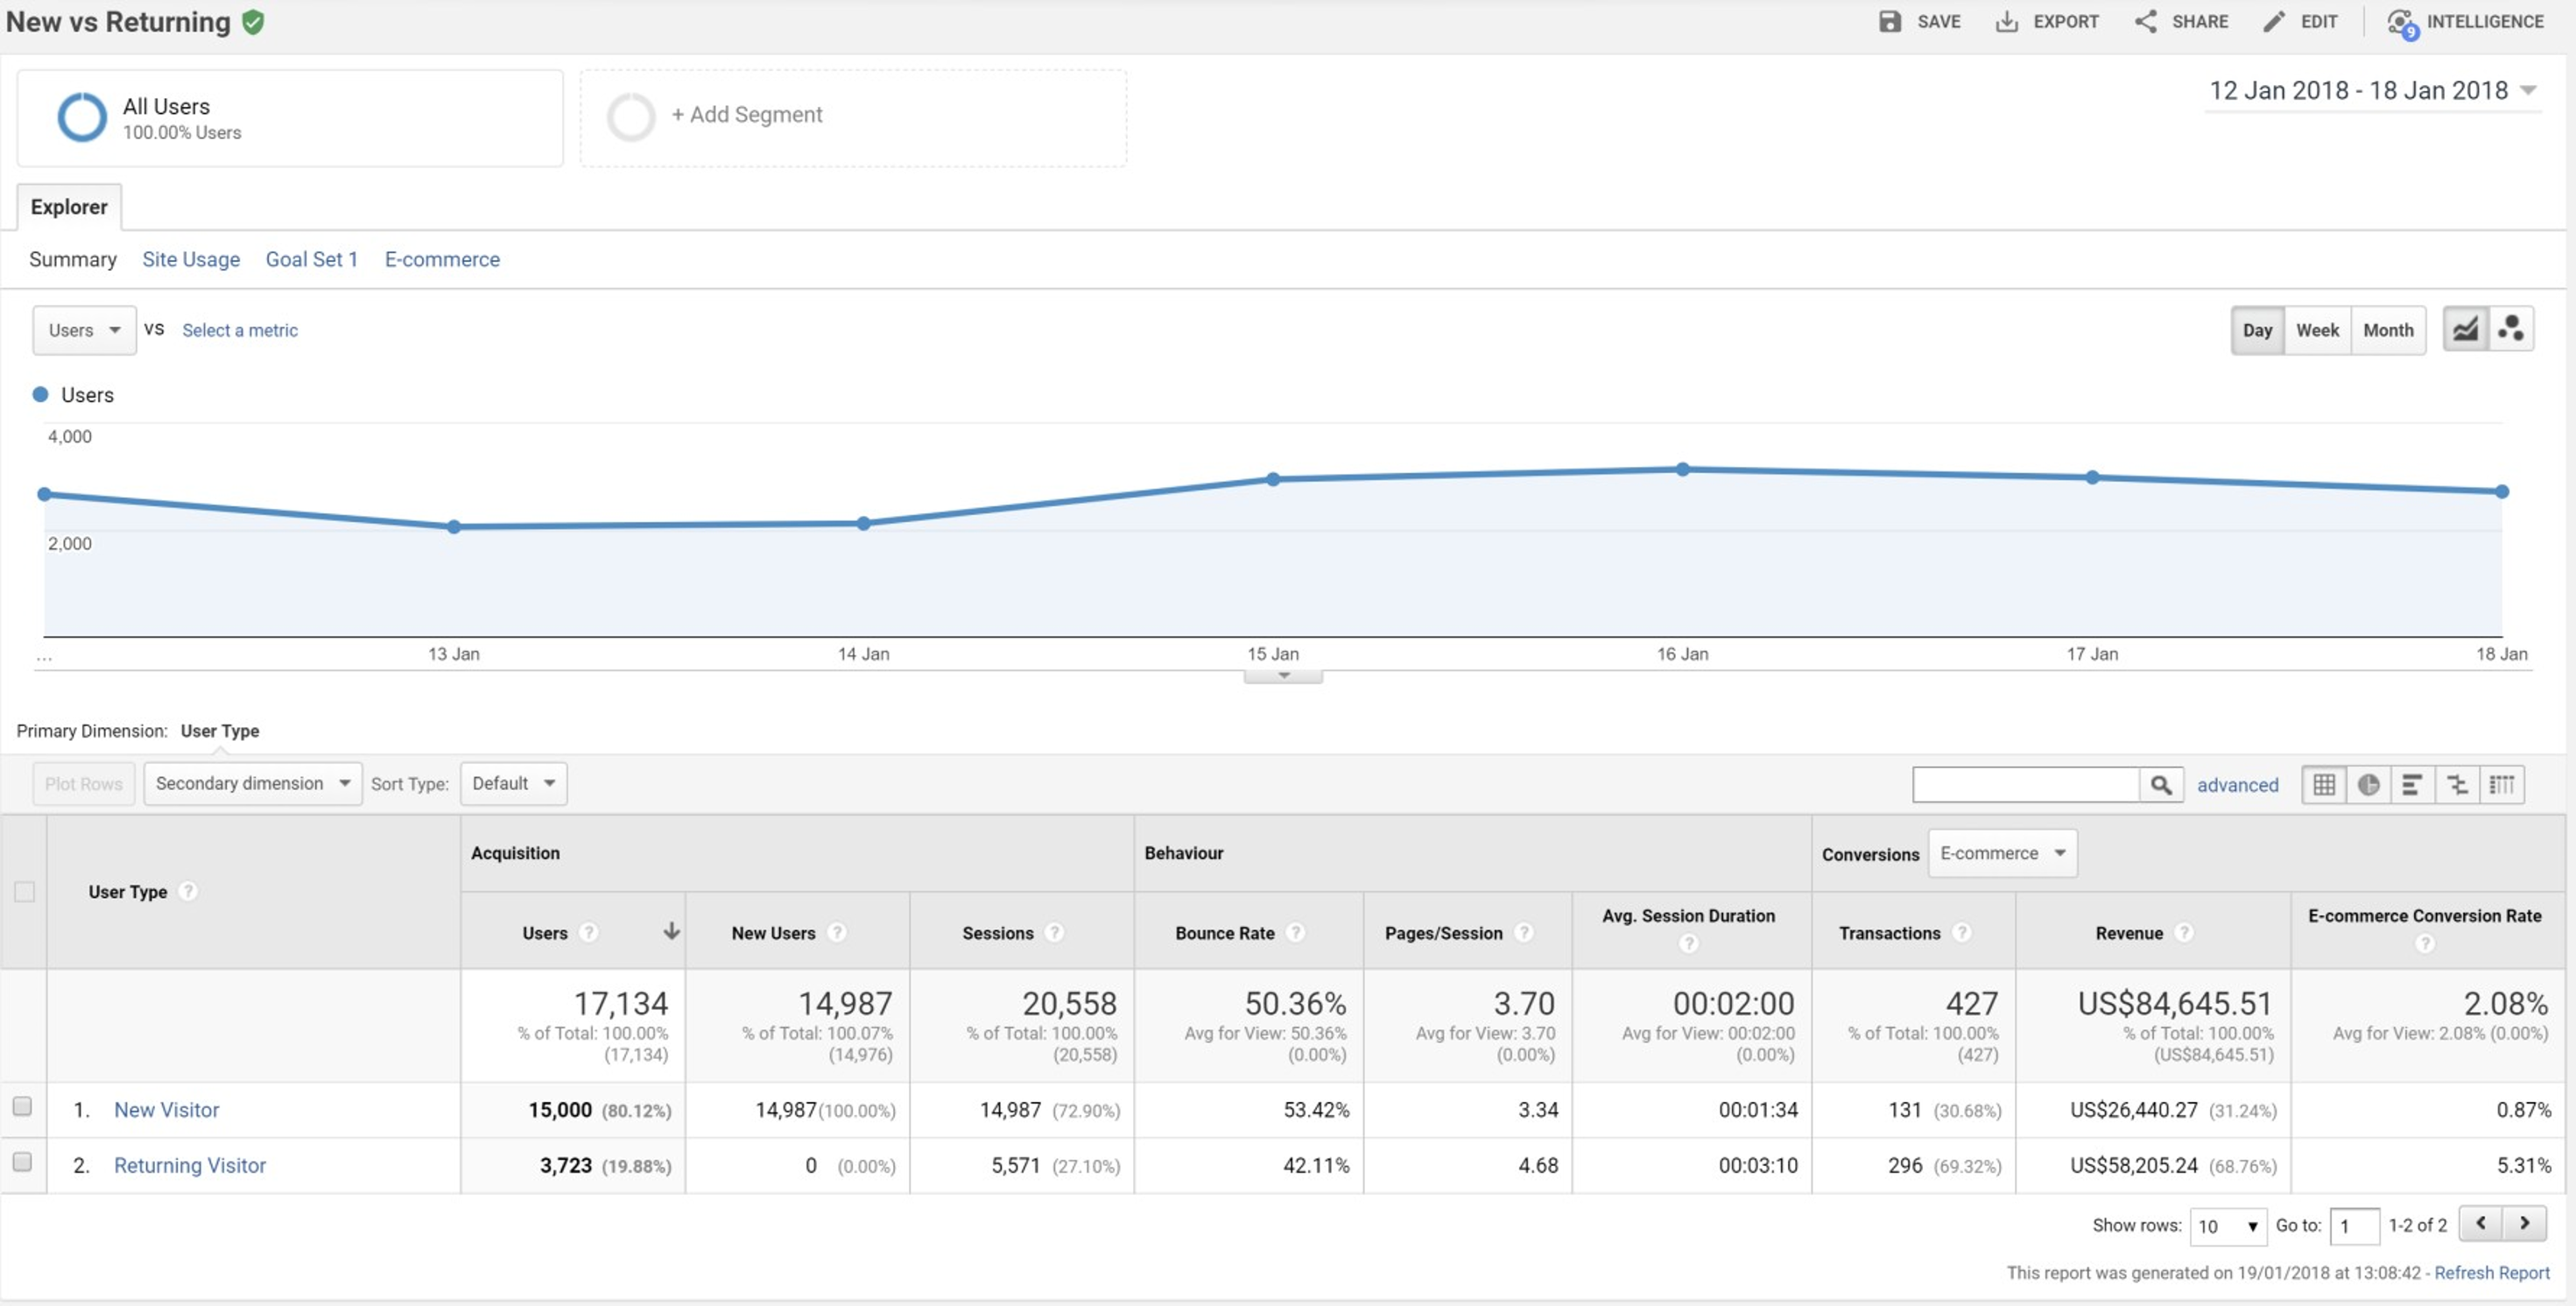 New vs Returning
SAVE EXPORT SHARE EDIT INTELLIGENCE
9
All Users
100.00% Users
+ Add Segment
12 Jan 2018 - 18 Jan 2018
Explorer
Summary Site Usage Goal Set 1 E-commerce
Users VS Select a metric
Day Week Month
Users
4,000
2,000
... 13 Jan 14 Jan 15 Jan 16 Jan 17 Jan 18 Jan
Primary Dimension: User Type
Plot Rows Secondary dimension Sort Type: Default advanced
User Type ? Acquisition Behaviour Conversions E-commerce
Users ? New Users ? Sessions ? Bounce Rate ? Pages/Session ? Avg. Session Duration ? Transactions ? Revenue ? E-commerce Conversion Rate ?
17,134 14,987 20,558 50.36% 3.70 00:02:00 427 US$84,645.51 2.08%
% of Total: 100.00% % of Total: 100.07% % of Total: 100.00% Avg for View: 50.36% Avg for View: 3.70 Avg for View: 00:02:00 % of Total: 100.00% % of Total: 100.00% Avg for View: 2.08% (0.00%)
(17,134) (14,976) (20,558) (0.00%) (0.00%) (0.00%) (427) (US$84,645.51)
1. New Visitor 15,000 (80.12%) 14,987(100.00%) 14,987 (72.90%) 53.42% 3.34 00:01:34 131 (30.68%) US$26,440.27 (31.24%) 0.87%
2. Returning Visitor 3,723 (19.88%) 0 (0.00%) 5,571 (27.10%) 42.11% 4.68 00:03:10 296 (69.32%) US$58,205.24 (68.76%) 5.31%
Show rows: 10 Go to: 1 1-2 of 2
This report was generated on 19/01/2018 at 13:08:42 - Refresh Report